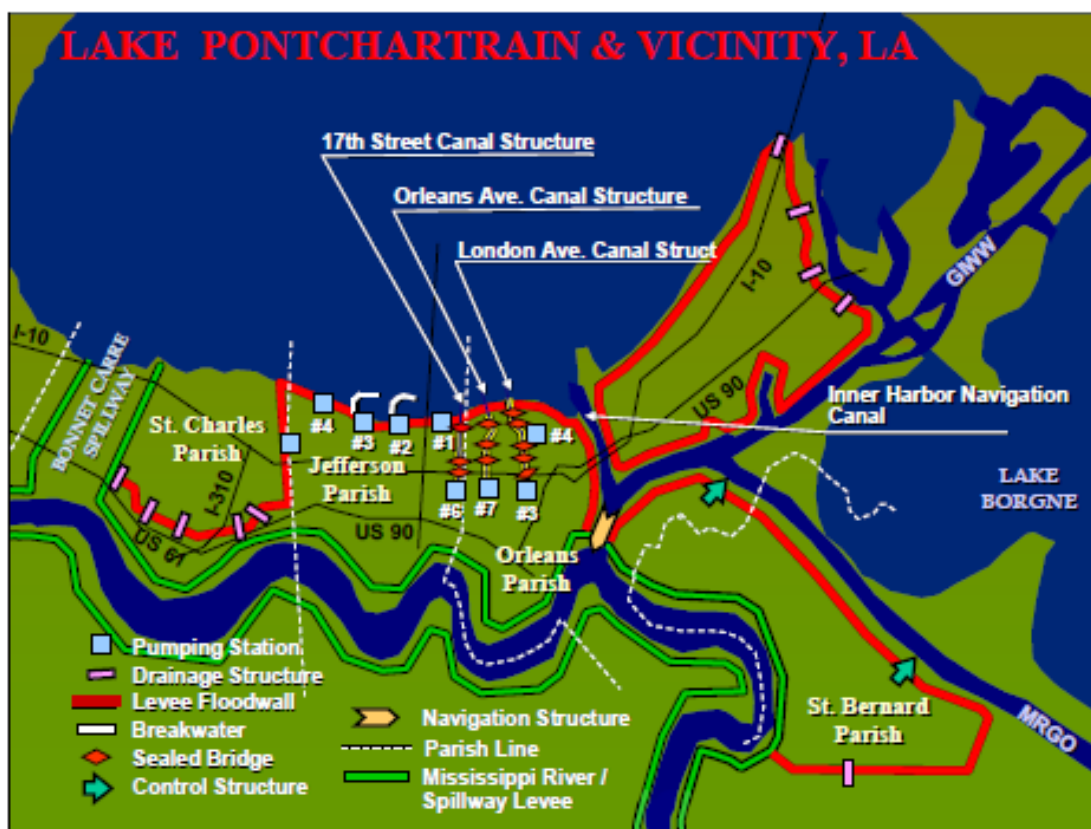 LAKE PONTCHARTRAIN & VICINITY, LA
17th Street Canal Structure
Orleans Ave. Canal Structure
London Ave. Canal Struct
I-10
GIWW
US 90
Inner Harbor Navigation
Canal
LAKE
BORGNE
I-10
BONNET CARRE
SPILLWAY
St. Charles
Parish
I-310
US 61
#4
#3
#2
#1
#4
Jefferson
Parish
#6
#7
#3
US 90
Orleans
Parish
St. Bernard
Parish
MRGO
Pumping Station
Drainage Structure
Levee Floodwall
Breakwater
Sealed Bridge
Control Structure
Navigation Structure
Parish Line
Mississippi River /
Spillway Levee